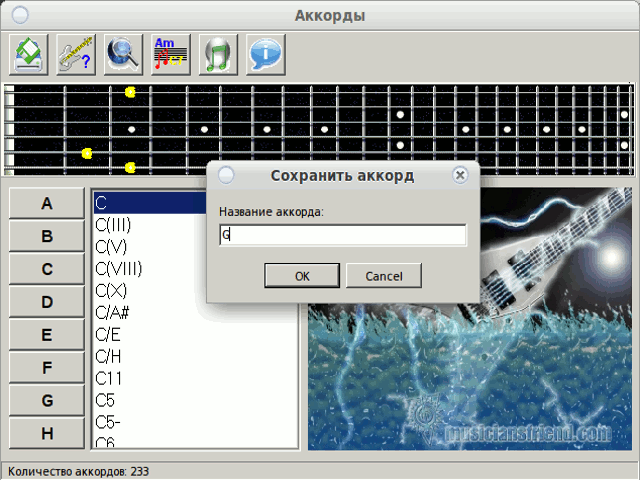 Аккорды
?
Am
Cr
i
Сохранить аккорд
Название аккорда:
G
OK
Cancel
A
B
C
D
E
F
G
H
C
C(III)
C(V)
C(VIII)
C(X)
C/A#
C/E
C/H
C11
C5
C5-
C6
musiciansfriend.com
Количество аккордов: 233